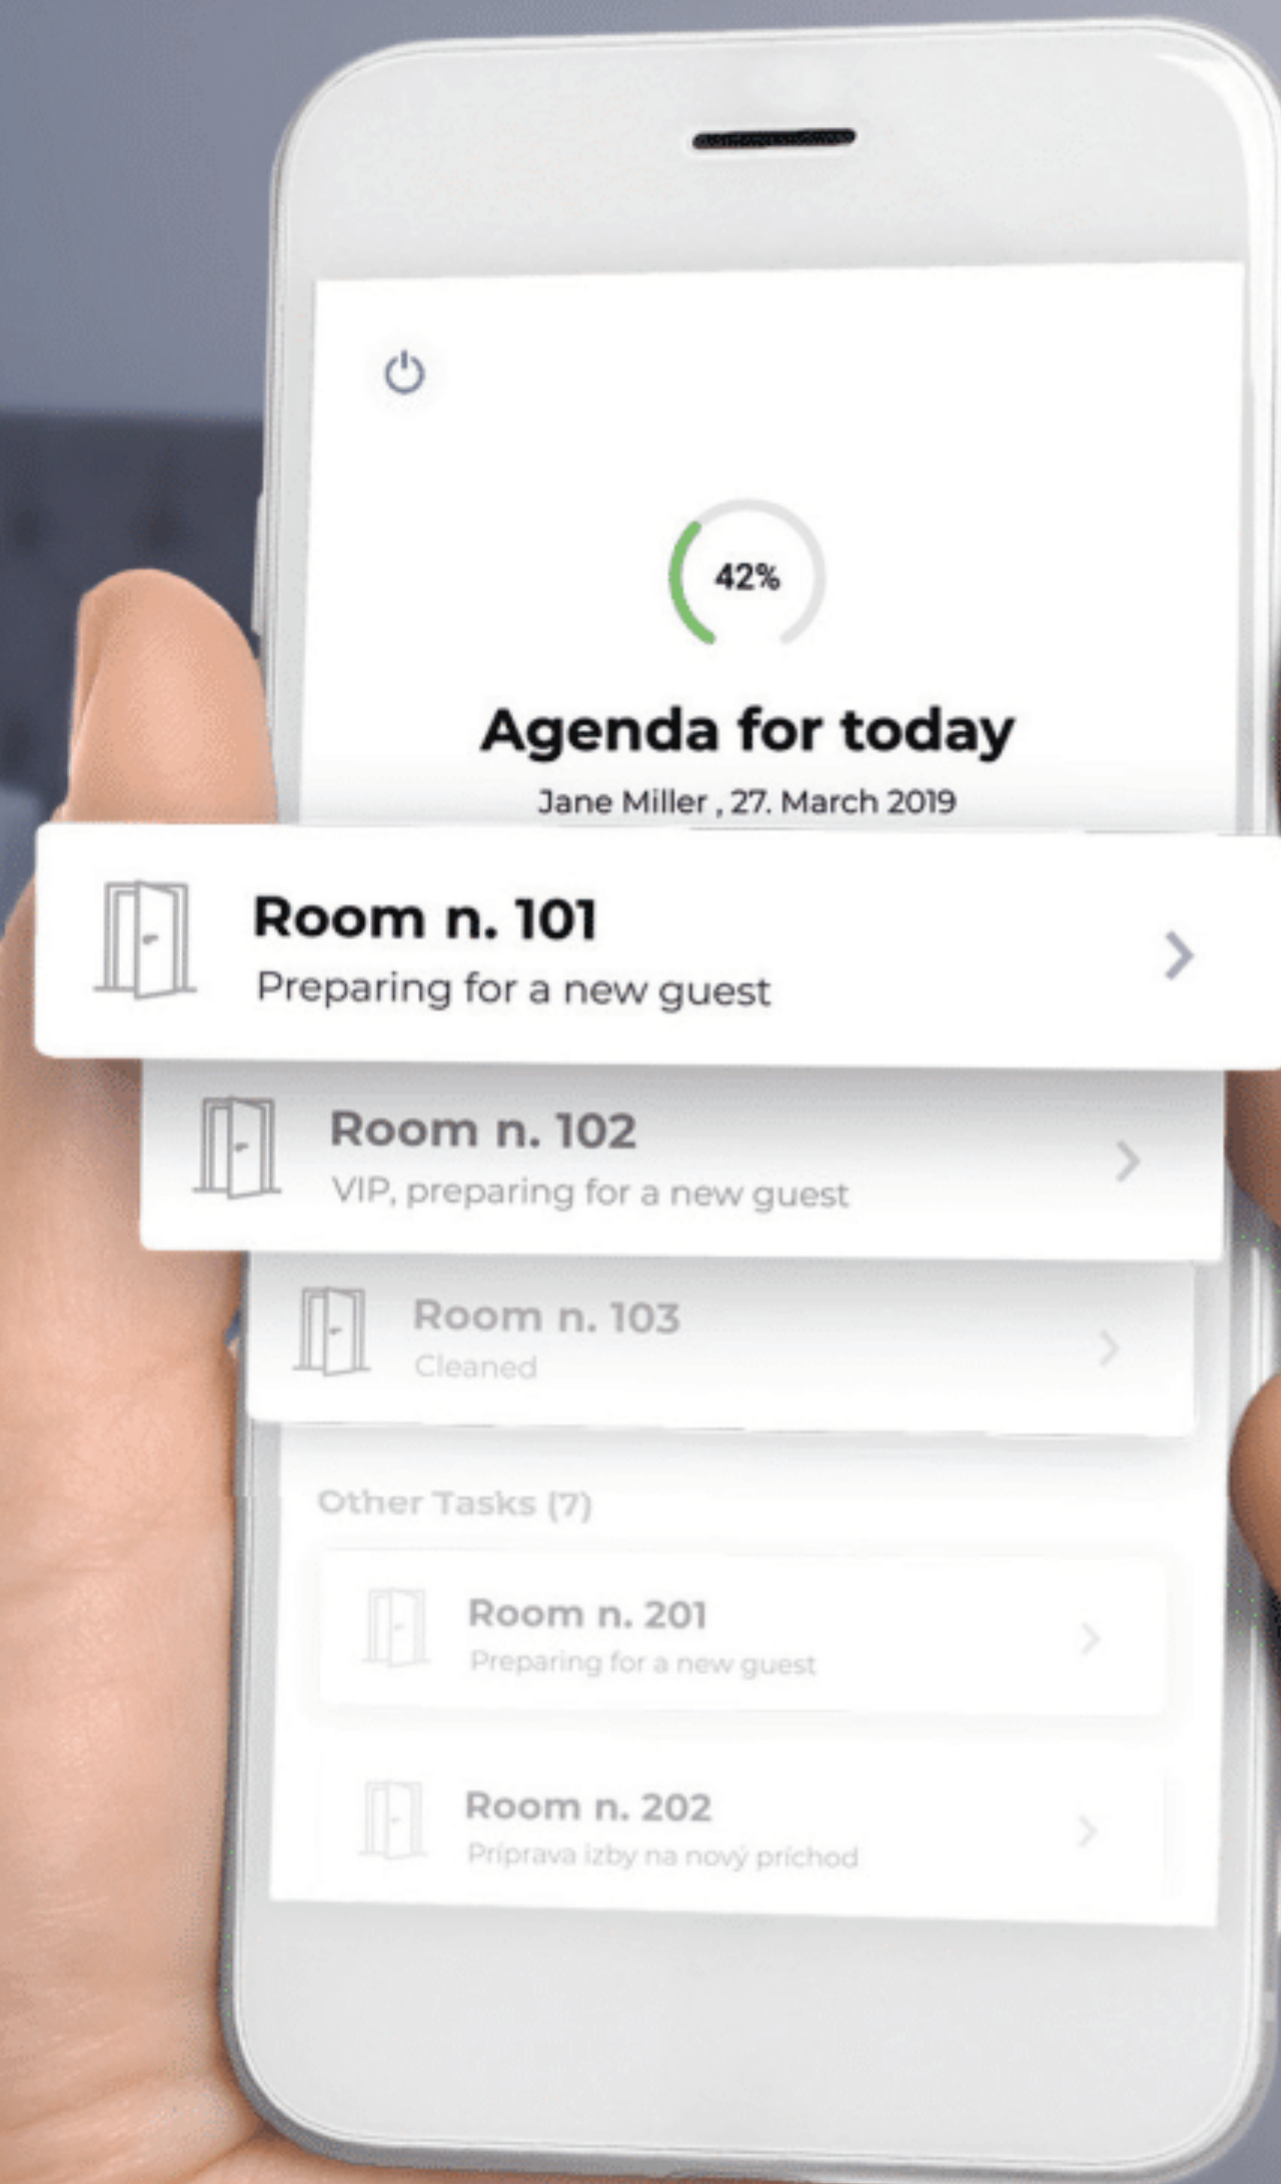 42%
Agenda for today
Jane Miller , 27. March 2019
Room n. 101
Preparing for a new guest
Room n. 102
VIP, preparing for a new guest
Room n. 103
Cleaned
Other Tasks (7)
Room n. 201
Preparing for a new guest
Room n. 202
Príprava izby na nový príchod